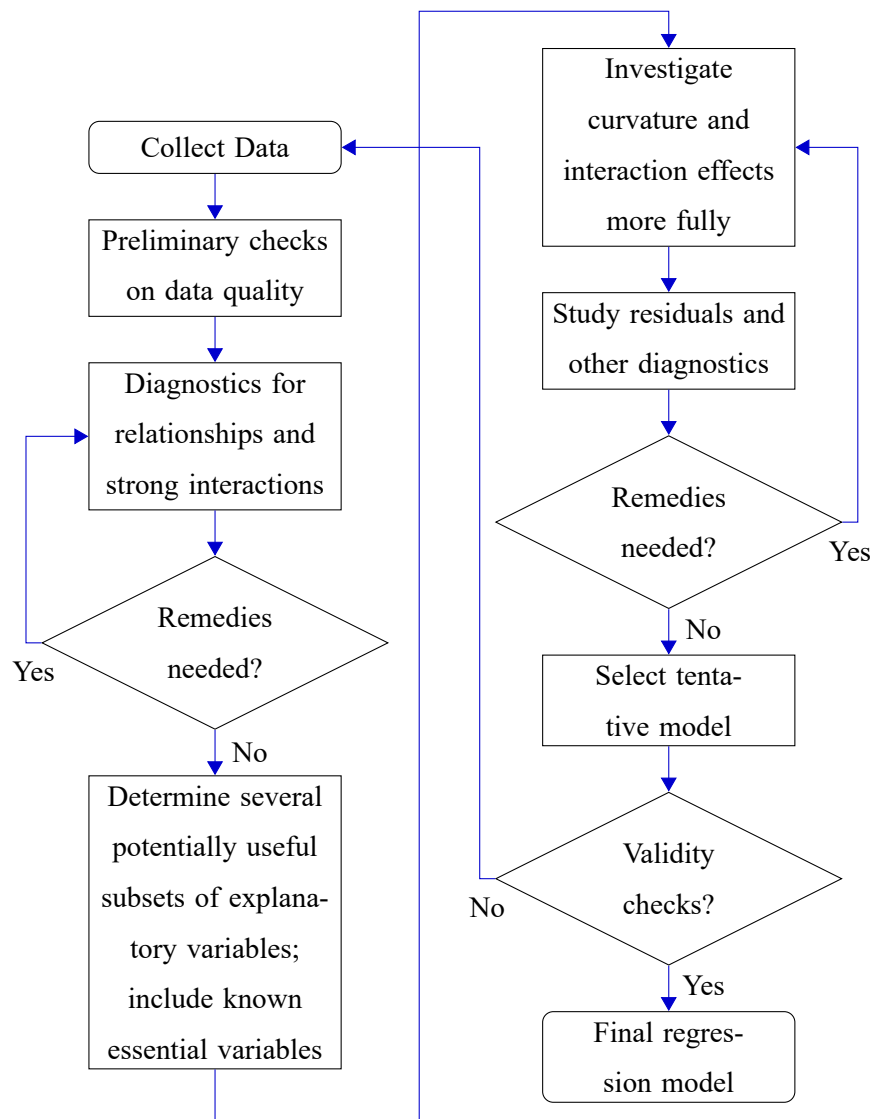 Collect Data
Preliminary checks
on data quality
Diagnostics for
relationships and
strong interactions
Remedies
needed?
Yes
No
Determine several
potentially useful
subsets of explana-
tory variables;
include known
essential variables
Investigate
curvature and
interaction effects
more fully
Study residuals and
other diagnostics
Remedies
needed?
Yes
No
Select tenta-
tive model
Validity
checks?
No
Yes
Final regres-
sion model